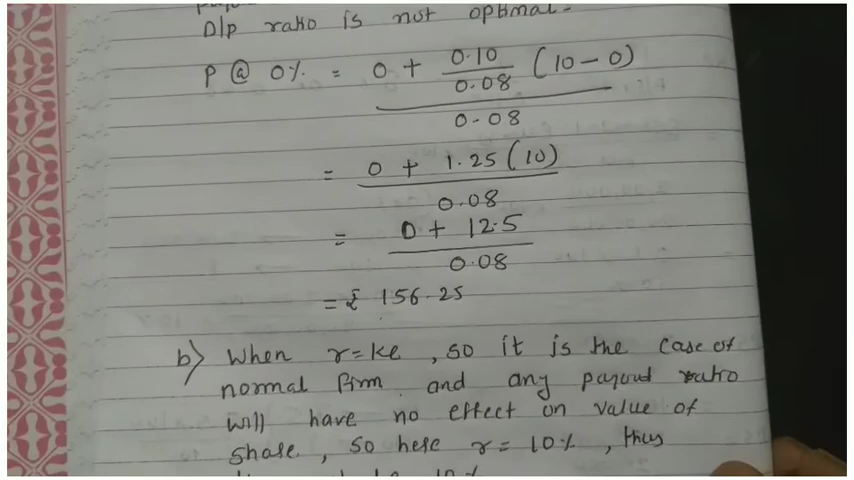 D/p ratio is not optimal.
P @ 0% = 0 + 0.10/0.08 (10 - 0)
0.08
= 0 + 1.25 (10)
0.08
= 0 + 12.5
0.08
= ₹ 156.25
b) When r=ke, so it is the case of
normal firm and any payout ratio
will have no effect on value of
share, so here r = 10%, thus
10%